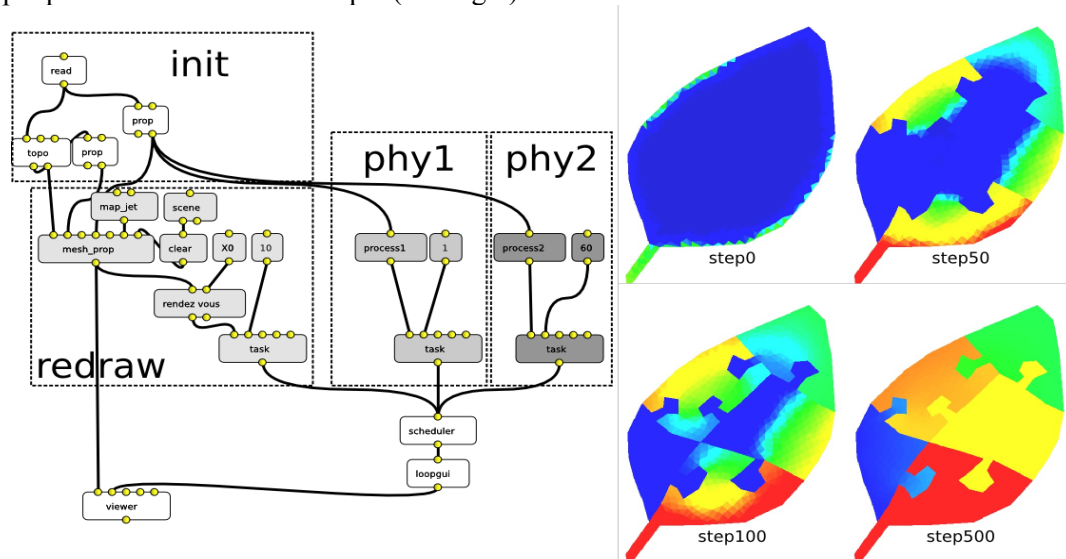 init
read
prop
topo
prop
phy1
phy2
map_jet
scene
mesh_prop
clear
X0
10
process1
1
process2
60
rendez vous
task
task
task
redraw
scheduler
loopgui
viewer
step0
step50
step100
step500